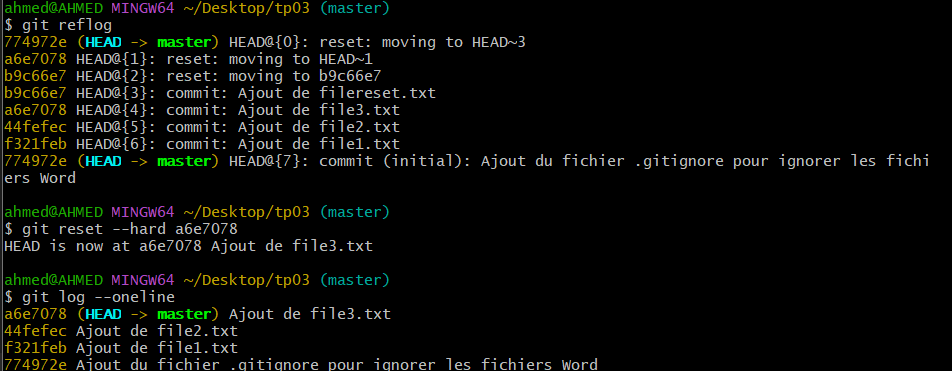 ahmed@AHMED MINGW64 ~/Desktop/tp03 (master)
$ git reflog
774972e (HEAD -> master) HEAD@{0}: reset: moving to HEAD~3
a6e7078 HEAD@{1}: reset: moving to HEAD~1
b9c66e7 HEAD@{2}: reset: moving to b9c66e7
b9c66e7 HEAD@{3}: commit: Ajout de filereset.txt
a6e7078 HEAD@{4}: commit: Ajout de file3.txt
44fefec HEAD@{5}: commit: Ajout de file2.txt
f321feb HEAD@{6}: commit: Ajout de file1.txt
774972e (HEAD -> master) HEAD@{7}: commit (initial): Ajout du fichier .gitignore pour ignorer les fichi
ers Word
ahmed@AHMED MINGW64 ~/Desktop/tp03 (master)
$ git reset --hard a6e7078
HEAD is now at a6e7078 Ajout de file3.txt
ahmed@AHMED MINGW64 ~/Desktop/tp03 (master)
$ git log --oneline
a6e7078 (HEAD -> master) Ajout de file3.txt
44fefec Ajout de file2.txt
f321feb Ajout de file1.txt
774972e Ajout du fichier .gitignore pour ignorer les fichiers Word